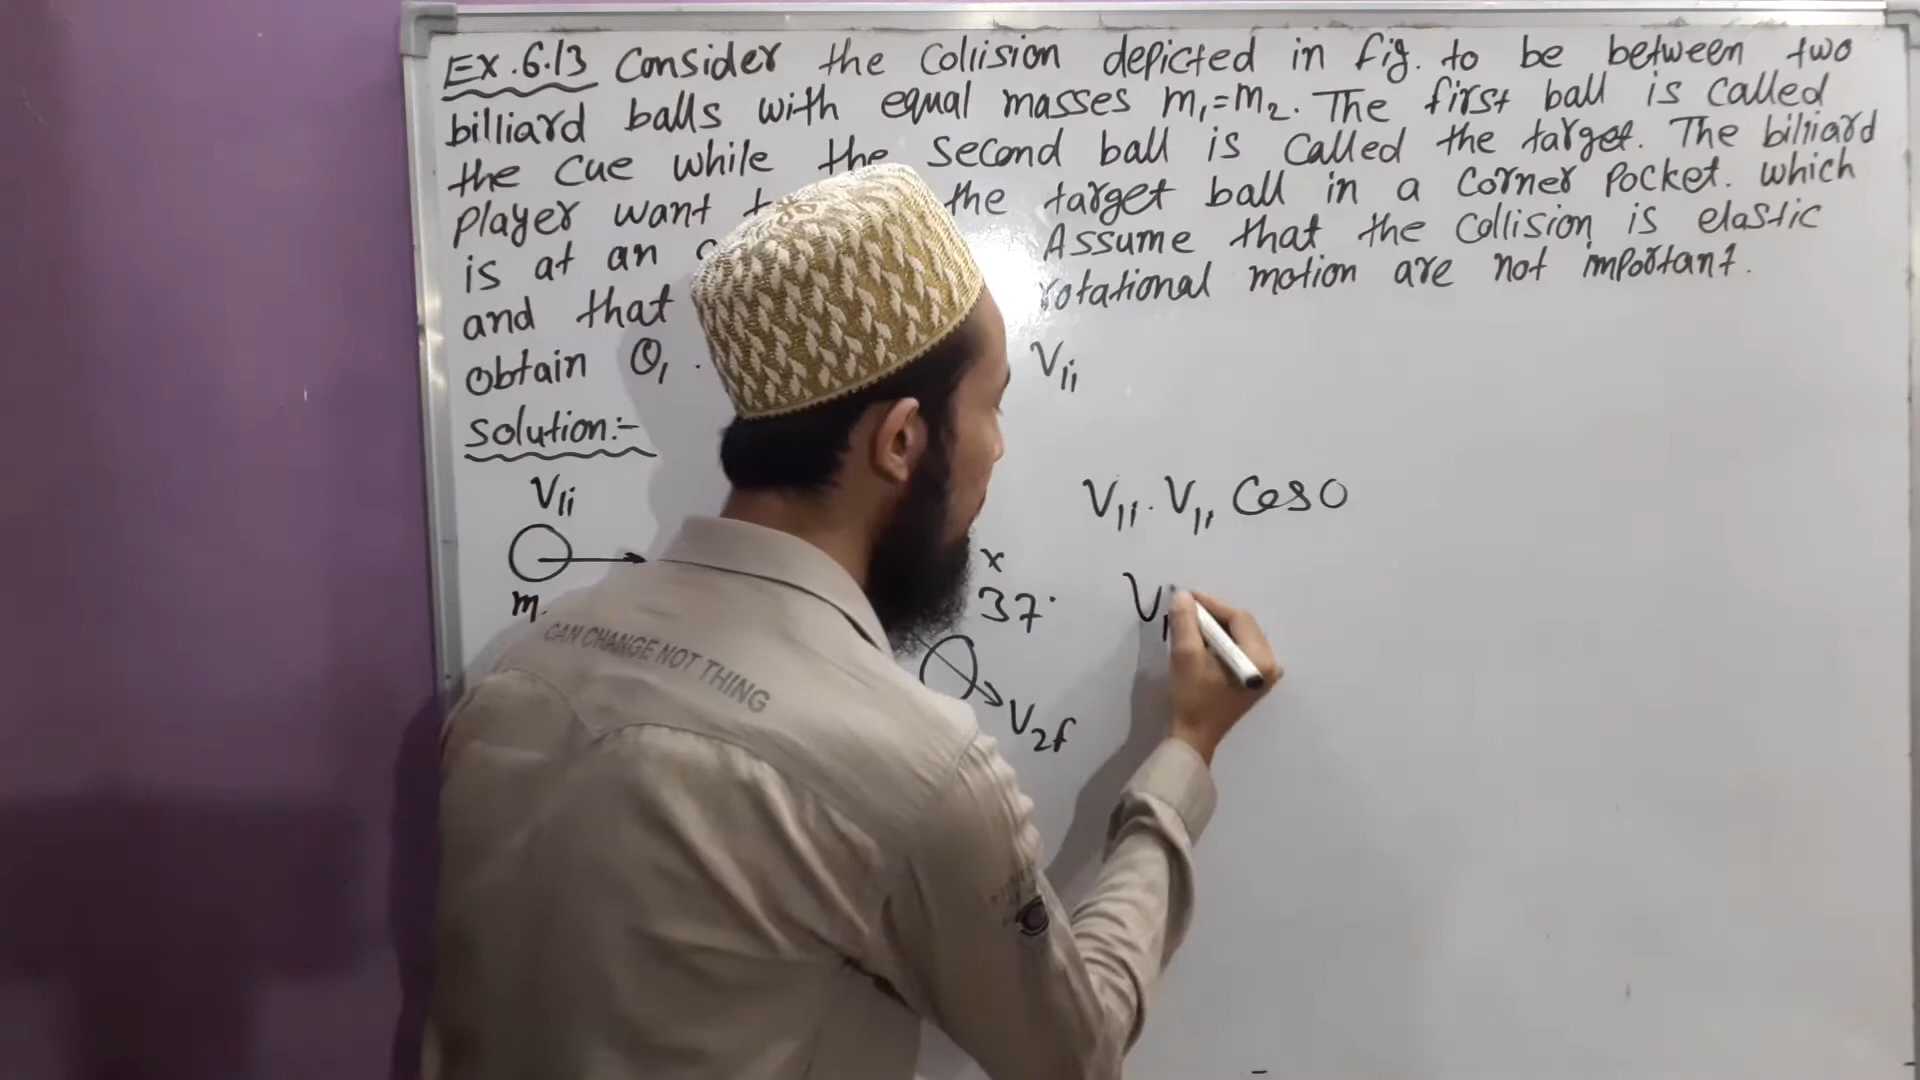 Ex.6.13 Consider the Collision depicted in fig. to be between two
billiard balls with equal masses m₁=m₂. The first ball is called
the cue while the second ball is called the target. The billiard
Player want the target ball in a corner Pocket. which
is at an Assume that the collision is elastic
and that rotational motion are not important.
obtain θ₁.
V₁ᵢ
Solution:-
V₁ᵢ
V₁ᵢ.V₁ᵢ Cos0
x
37°
m
V₂f
CAN CHANGE NOT THING